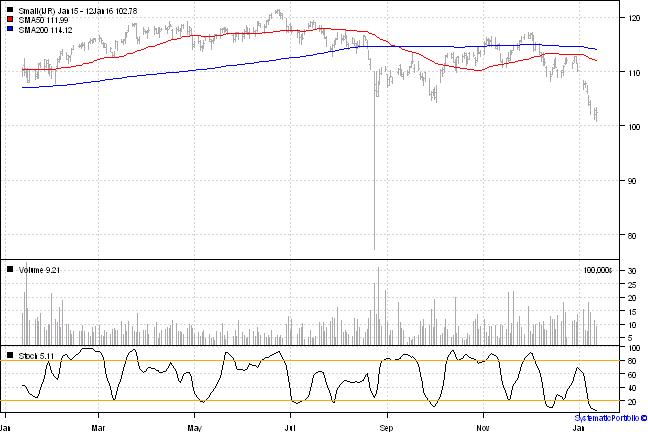 Small(IJR) Jan15 - 12Jan16 102.78
SMA50 111.99
SMA200 114.12
120
110
100
90
80
Volume 9.21
100,000s
30
25
20
15
10
5
Stoch 5.11
100
80
60
40
20
Jan
Mar
May
Jul
Sep
Nov
Jan
SystematicPortfolio ©